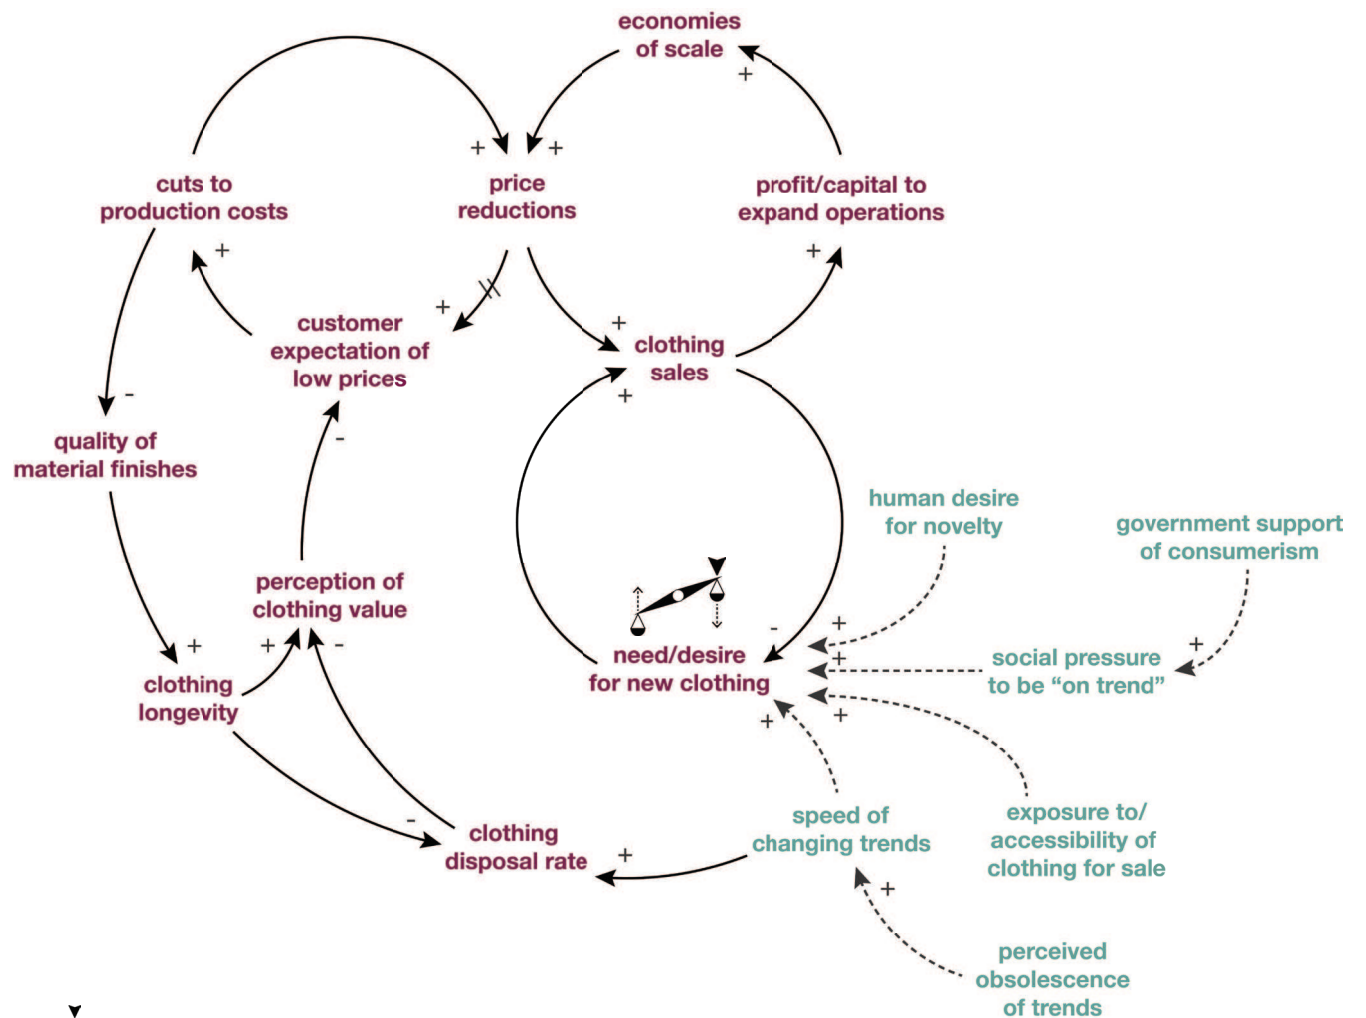 economies
of scale
+
+
+
cuts to
production costs
price
reductions
profit/capital to
expand operations
+
+
+
+
customer
expectation of
low prices
clothing
sales
-
+
-
quality of
material finishes
human desire
for novelty
government support
of consumerism
perception of
clothing value
-
+
+
+
-
+
+
need/desire
for new clothing
social pressure
to be “on trend”
clothing
longevity
+
+
speed of
changing trends
exposure to/
accessibility of
clothing for sale
-
clothing
disposal rate
+
+
perceived
obsolescence
of trends